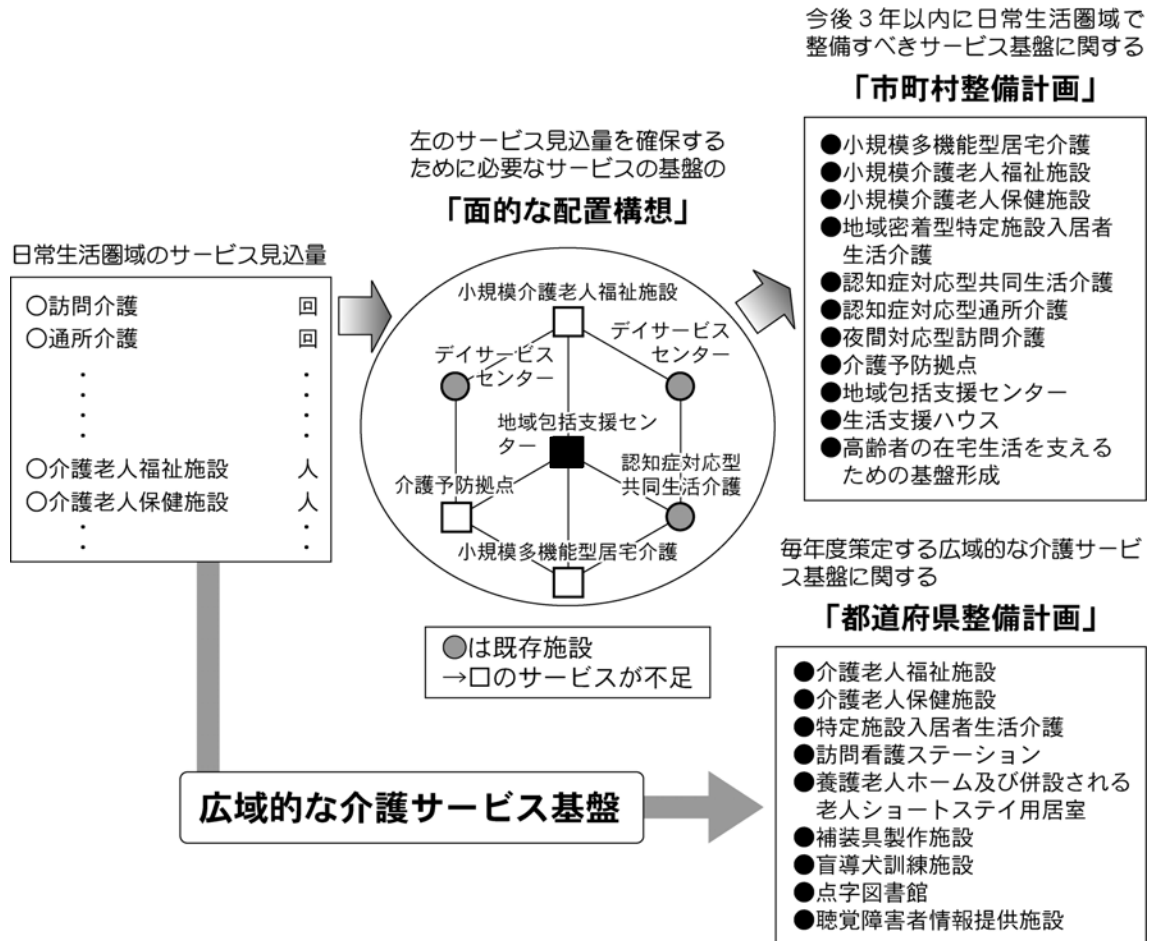 日常生活圏域のサービス見込量
○訪問介護 回
○通所介護 回
・ ・
・ ・
・ ・
・ ・
○介護老人福祉施設 人
○介護老人保健施設 人
・ ・
・ ・
左のサービス見込量を確保する
ために必要なサービスの基盤の
「面的な配置構想」
小規模介護老人福祉施設
デイサービス
センター
デイサービス
センター
地域包括支援セン
ター
認知症対応型
共同生活介護
介護予防拠点
小規模多機能型居宅介護
●は既存施設
→□のサービスが不足
今後3年以内に日常生活圏域で
整備すべきサービス基盤に関する
「市町村整備計画」
●小規模多機能型居宅介護
●小規模介護老人福祉施設
●小規模介護老人保健施設
●地域密着型特定施設入居者
生活介護
●認知症対応型共同生活介護
●認知症対応型通所介護
●夜間対応型訪問介護
●介護予防拠点
●地域包括支援センター
●生活支援ハウス
●高齢者の在宅生活を支える
ための基盤形成
広域的な介護サービス基盤
毎年度策定する広域的な介護サービ
ス基盤に関する
「都道府県整備計画」
●介護老人福祉施設
●介護老人保健施設
●特定施設入居者生活介護
●訪問看護ステーション
●養護老人ホーム及び併設される
老人ショートステイ用居室
●補装具製作施設
●盲導犬訓練施設
●点字図書館
●聴覚障害者情報提供施設